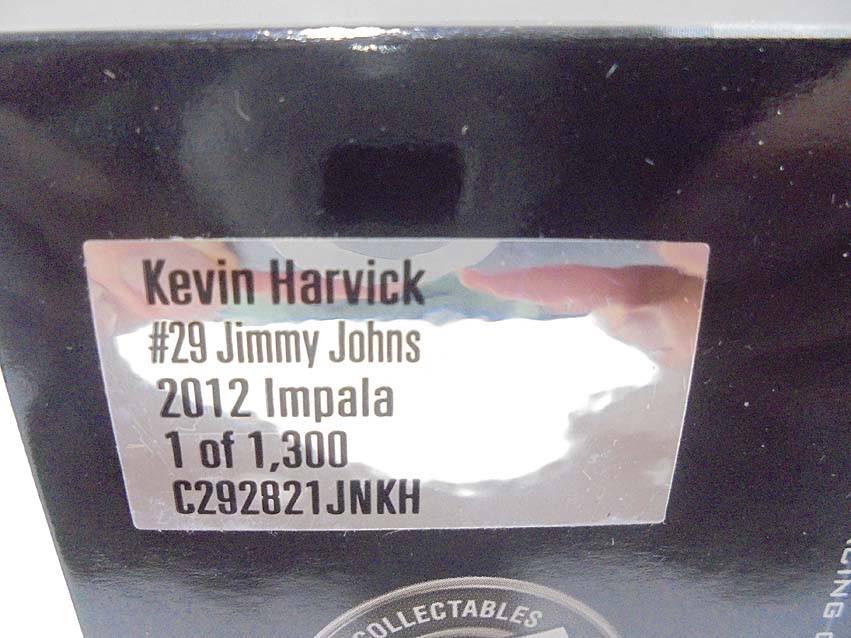 Kevin Harvick
#29 Jimmy Johns
2012 Impala
1 of 1,300
C292821JNKH
COLLECTABLES